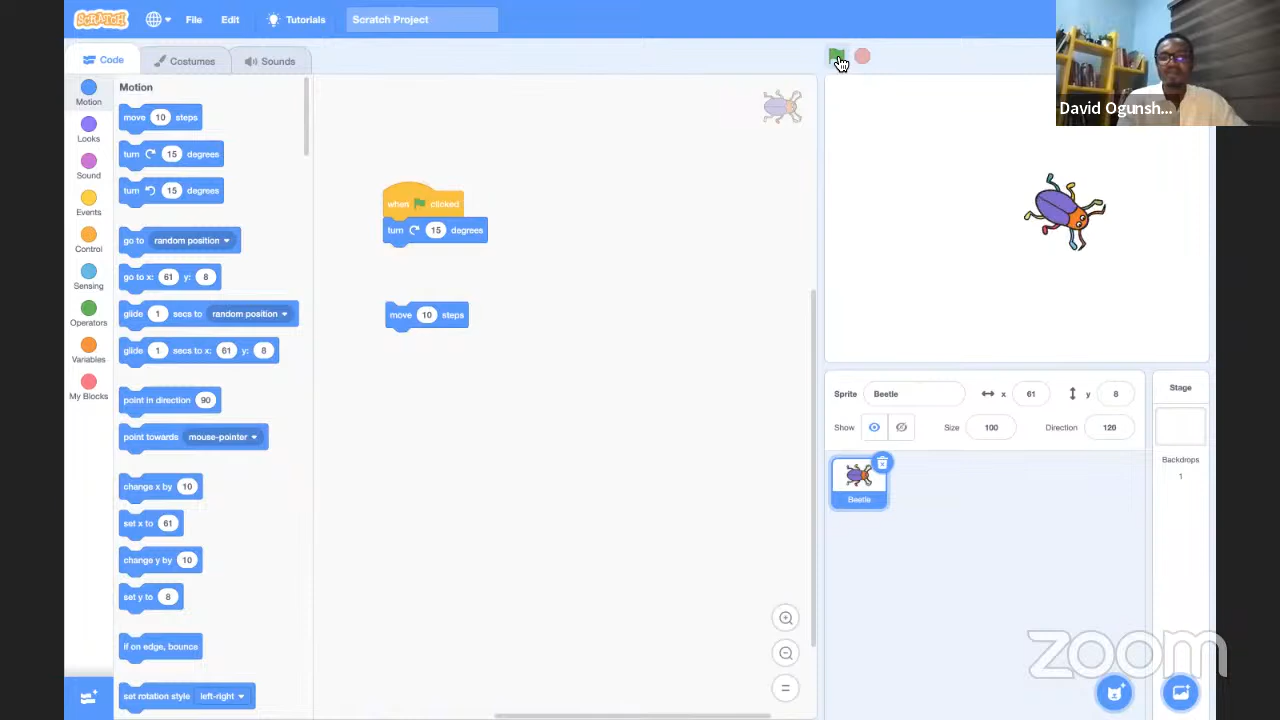 SCRATCH
File
Edit
Tutorials
Scratch Project
David Ogunsh...
Code
Costumes
Sounds
Motion
Looks
Sound
Events
Control
Sensing
Operators
Variables
My Blocks
Motion
move 10 steps
turn 15 degrees
turn 15 degrees
go to random position
go to x: 61 y: 8
glide 1 secs to random position
glide 1 secs to x: 61 y: 8
point in direction 90
point towards mouse-pointer
change x by 10
set x to 61
change y by 10
set y to 8
if on edge, bounce
set rotation style left-right
when clicked
turn 15 degrees
move 10 steps
Sprite Beetle x 61 y 8
Show Size 100 Direction 120
Beetle
Stage
Backdrops
1
zoom